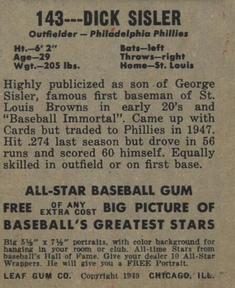 143---DICK SISLER
Outfielder - Philadelphia Phillies
Ht.-6' 2" Bats-left
Age-29 Throws-right
Wgt.-205 lbs. Home-St. Louis
Highly publicized as son of George
Sisler, famous first baseman of St.
Louis Browns in early 20's and
"Baseball Immortal". Came up with
Cards but traded to Phillies in 1947.
Hit .274 last season but drove in 56
runs and scored 60 himself. Equally
skilled in outfield or on first base.
ALL-STAR BASEBALL GUM
FREE OF ANY EXTRA COST BIG PICTURE OF
BASEBALL'S GREATEST STARS
Big 5½" x 7½" portraits, with color background
for hanging in your room or club. All-time Stars from
baseball's Hall of Fame. Give your dealer 10 All-Star
Wrappers. He will give you a FREE Portrait.
LEAF GUM CO. Copyright 1949 CHICAGO, ILL.